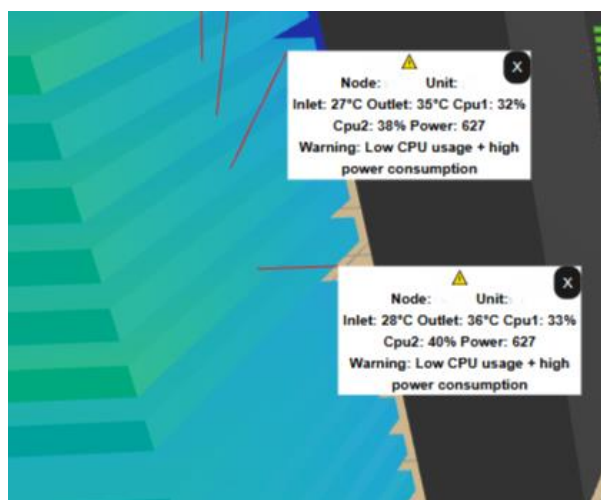 X
Node: Unit:
Inlet: 27°C Outlet: 35°C Cpu1: 32%
Cpu2: 38% Power: 627
Warning: Low CPU usage + high
power consumption
X
Node: Unit:
Inlet: 28°C Outlet: 36°C Cpu1: 33%
Cpu2: 40% Power: 627
Warning: Low CPU usage + high
power consumption